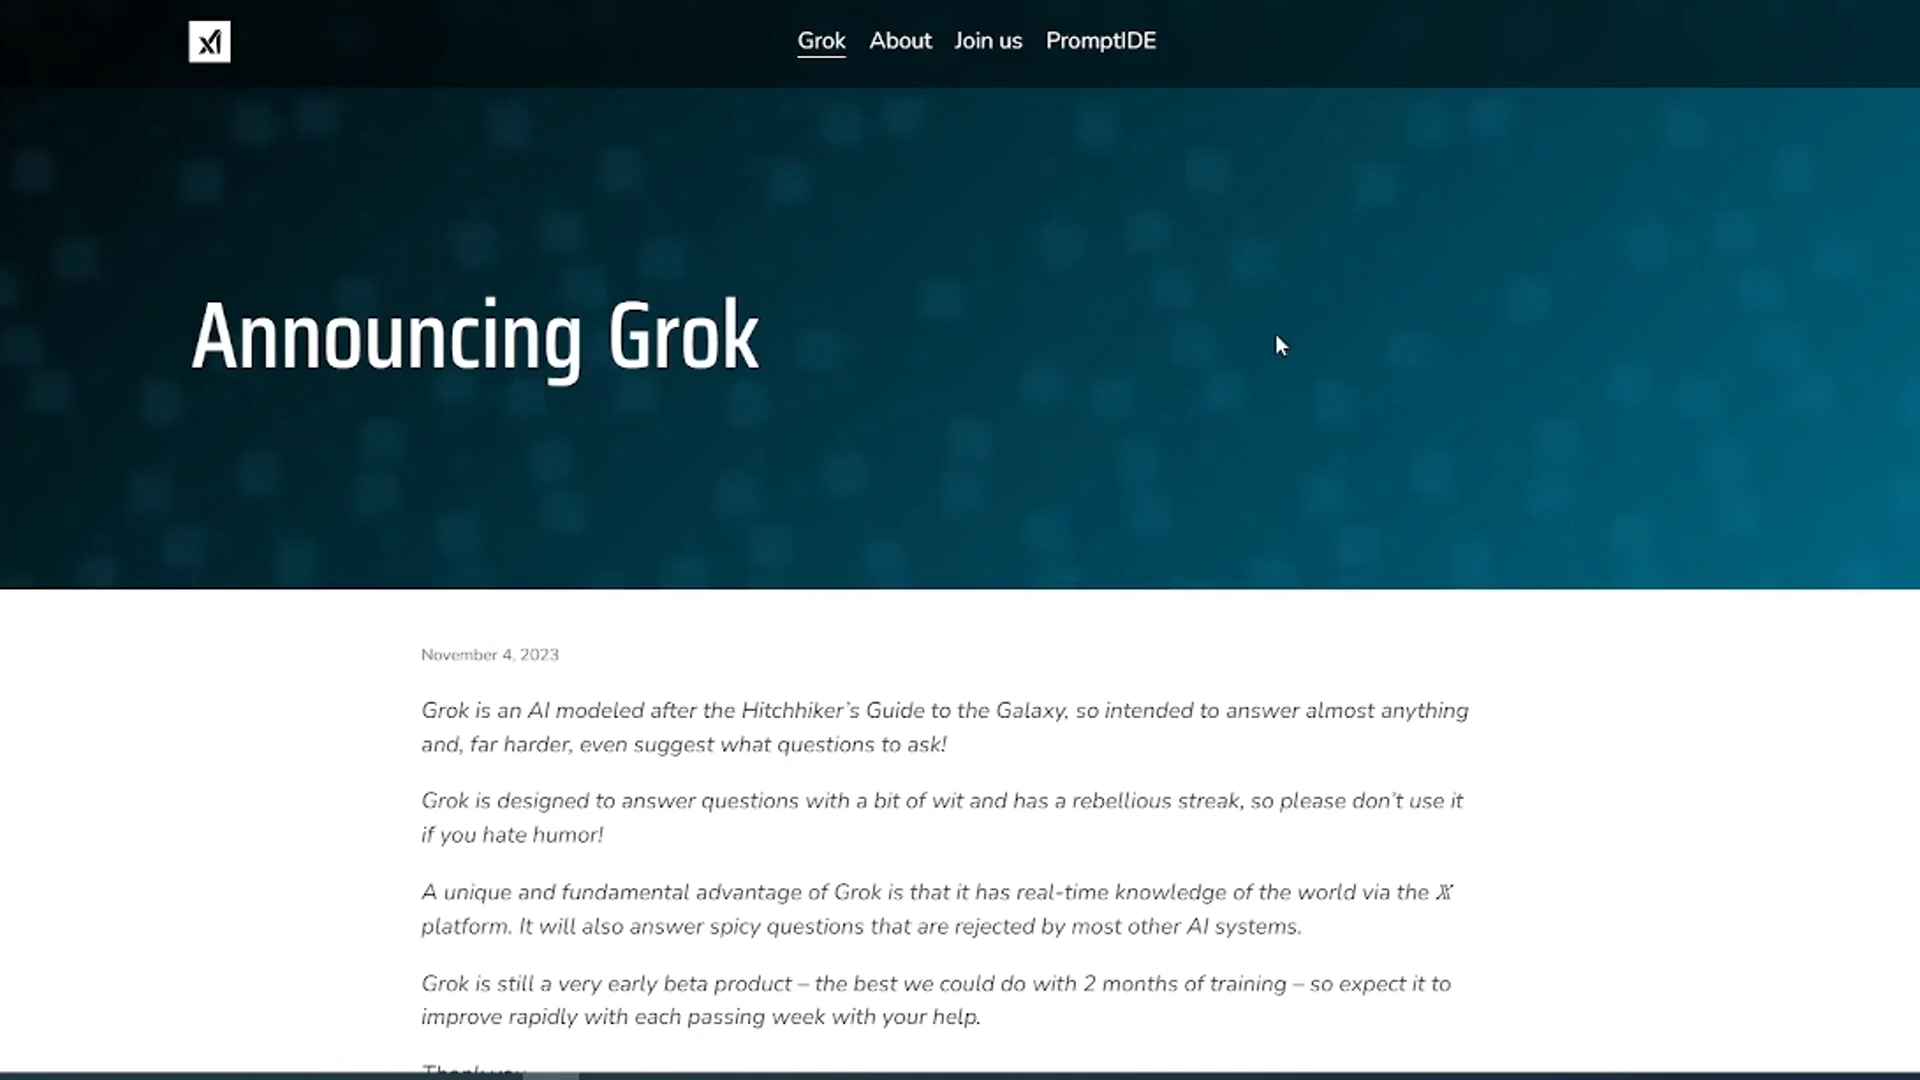 xI
Grok About Join us PromptIDE
Announcing Grok
November 4, 2023
Grok is an AI modeled after the Hitchhiker’s Guide to the Galaxy, so intended to answer almost anything
and, far harder, even suggest what questions to ask!
Grok is designed to answer questions with a bit of wit and has a rebellious streak, so please don’t use it
if you hate humor!
A unique and fundamental advantage of Grok is that it has real-time knowledge of the world via the 𝕏
platform. It will also answer spicy questions that are rejected by most other AI systems.
Grok is still a very early beta product – the best we could do with 2 months of training – so expect it to
improve rapidly with each passing week with your help.